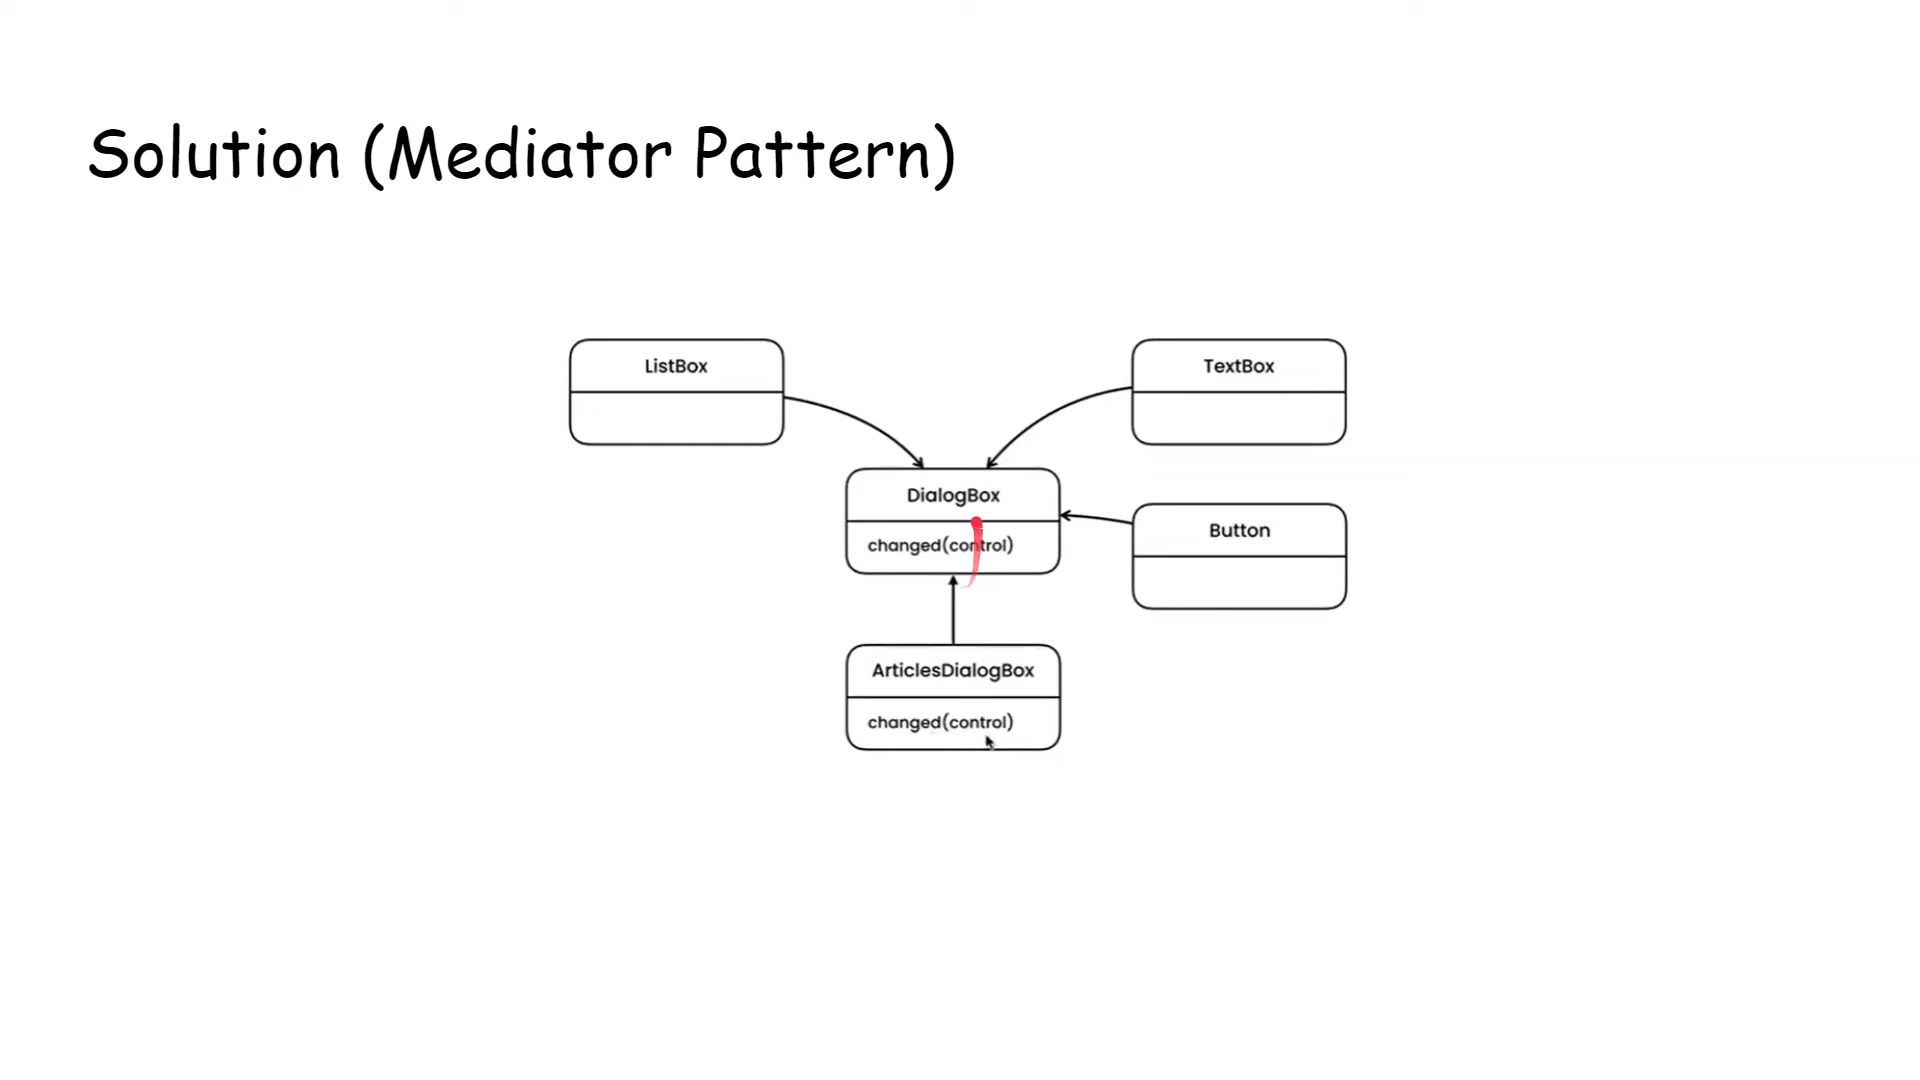 Solution (Mediator Pattern)
ListBox
TextBox
DialogBox
changed(control)
Button
ArticlesDialogBox
changed(control)